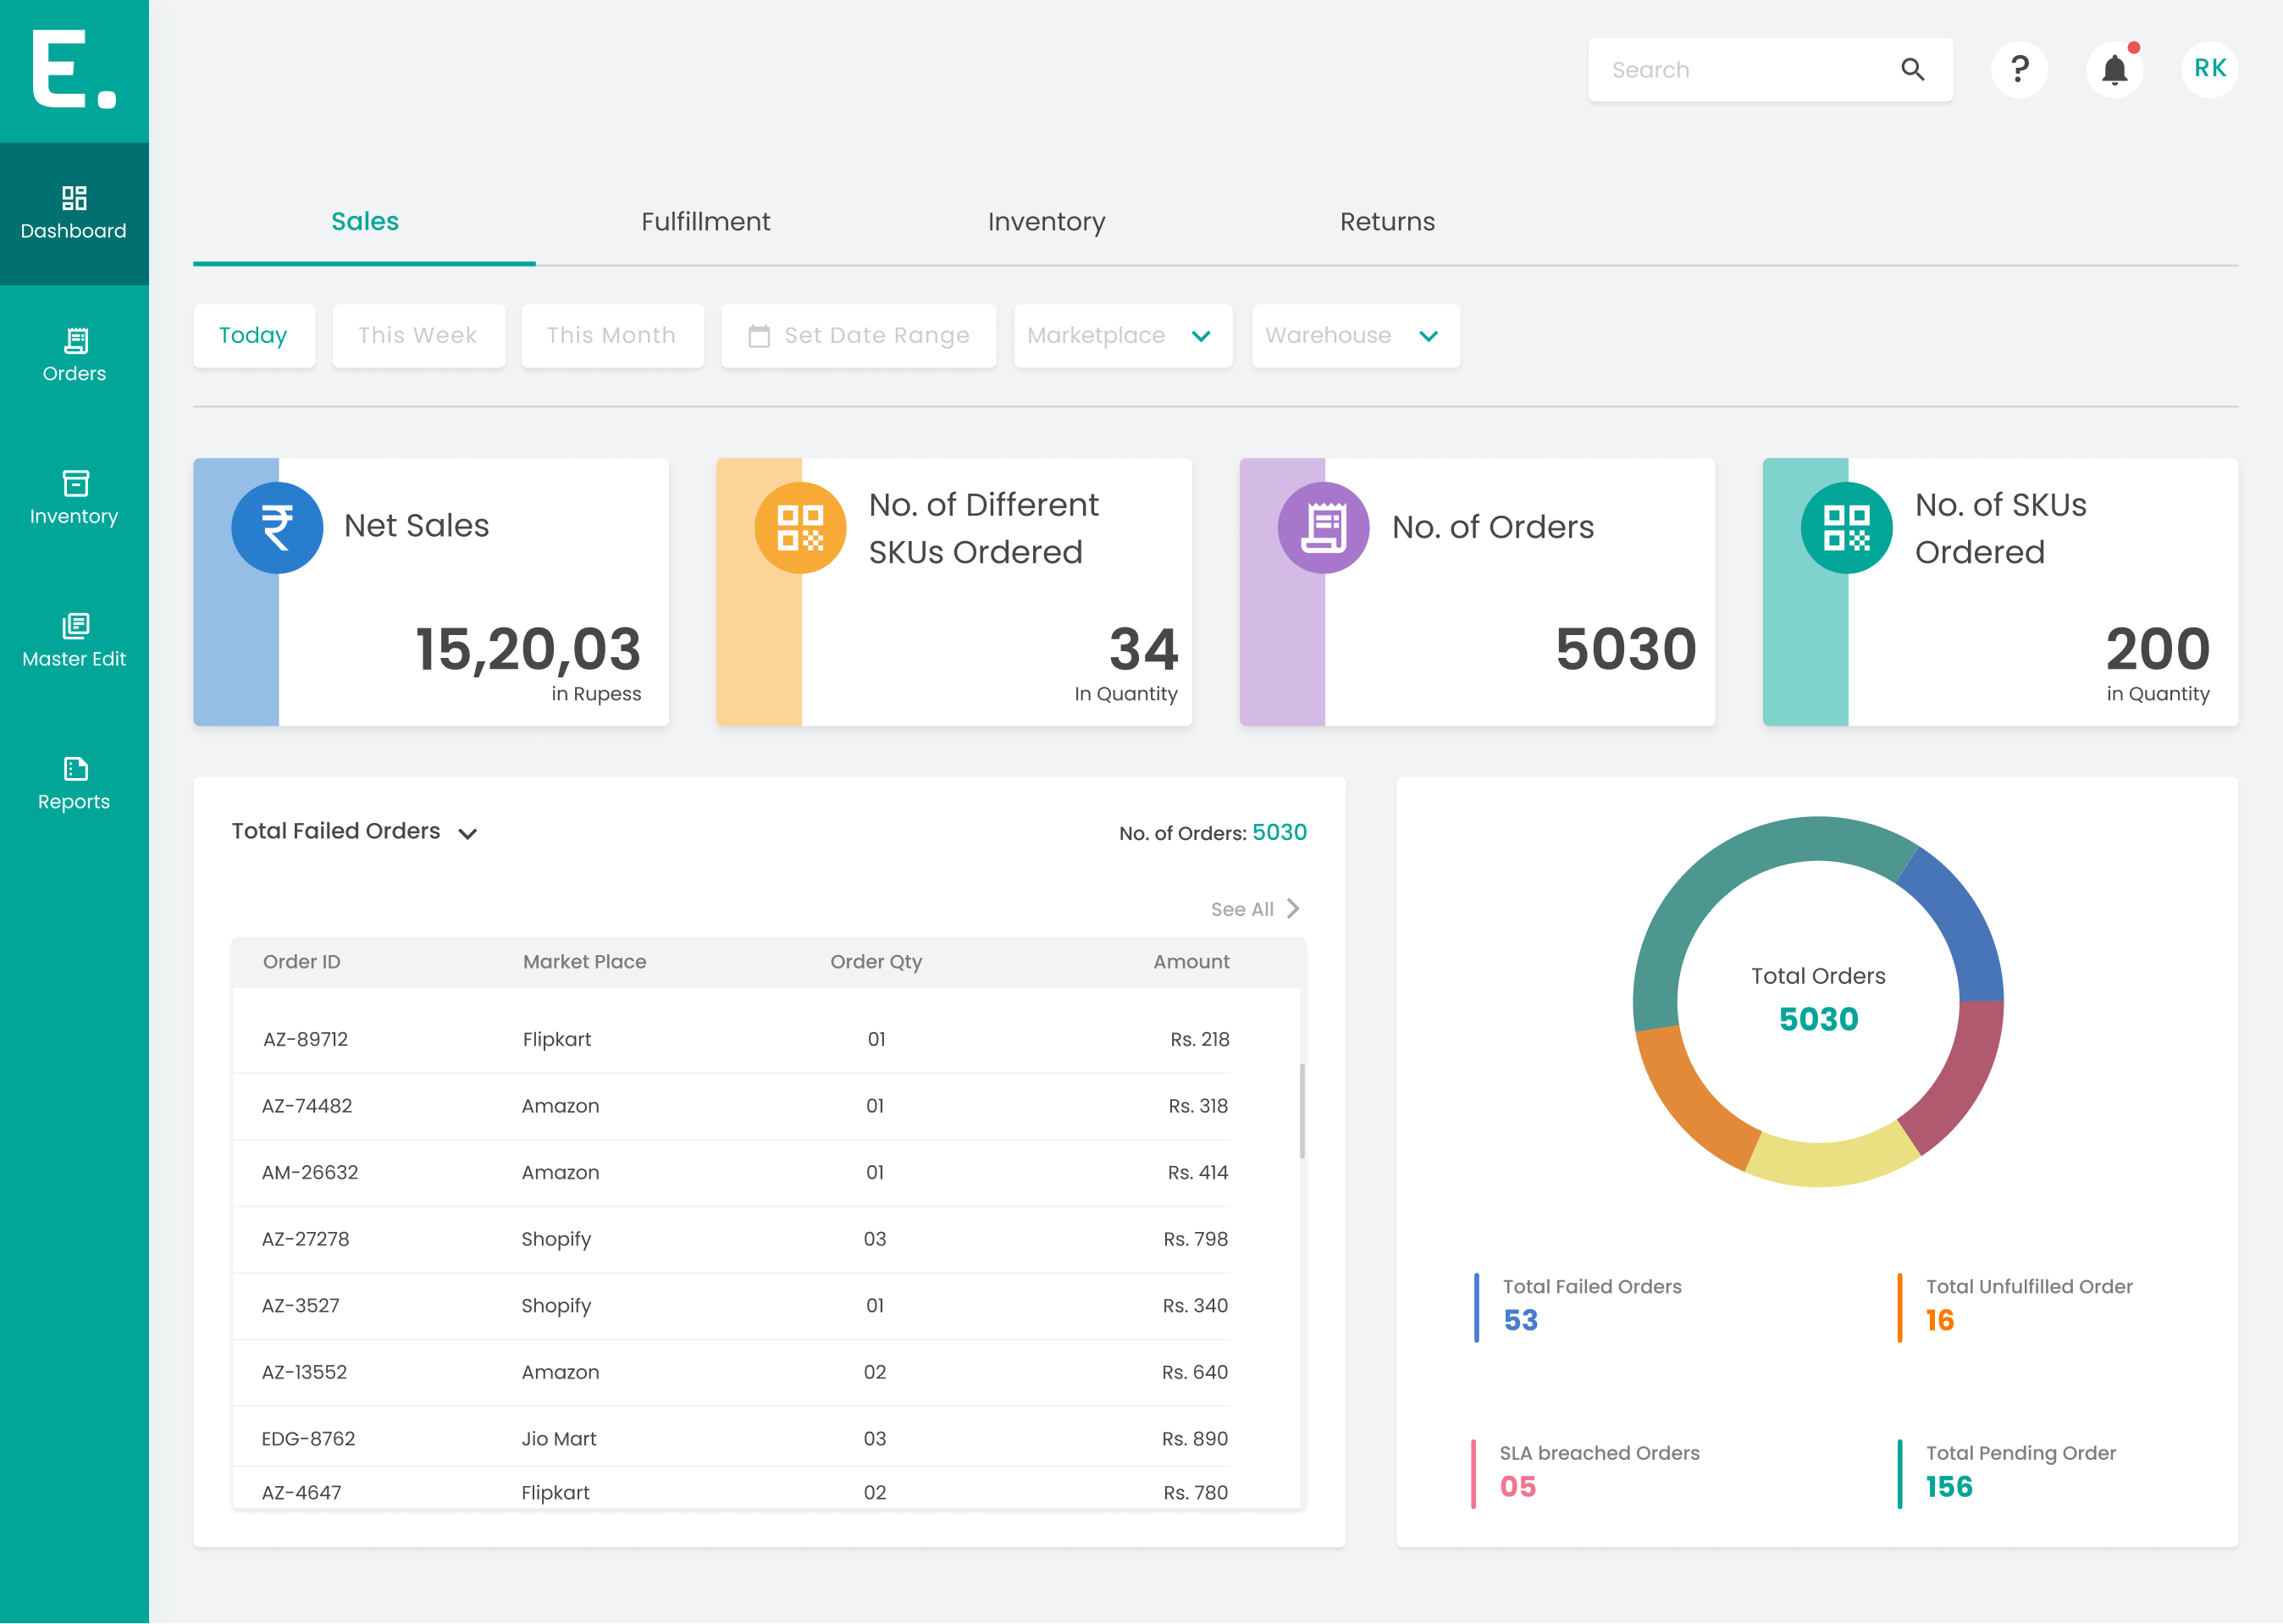 E.
Search
?
RK
Dashboard
Orders
Inventory
Master Edit
Reports
Sales Fulfillment Inventory Returns
Today This Week This Month Set Date Range Marketplace Warehouse
₹ Net Sales
15,20,03
in Rupess
No. of Different
SKUs Ordered
34
In Quantity
No. of Orders
5030
No. of SKUs
Ordered
200
in Quantity
Total Failed Orders
No. of Orders: 5030
See All
Order ID Market Place Order Qty Amount
AZ-89712 Flipkart 01 Rs. 218
AZ-74482 Amazon 01 Rs. 318
AM-26632 Amazon 01 Rs. 414
AZ-27278 Shopify 03 Rs. 798
AZ-3527 Shopify 01 Rs. 340
AZ-13552 Amazon 02 Rs. 640
EDG-8762 Jio Mart 03 Rs. 890
AZ-4647 Flipkart 02 Rs. 780
Total Orders
5030
Total Failed Orders
53
Total Unfulfilled Order
16
SLA breached Orders
05
Total Pending Order
156